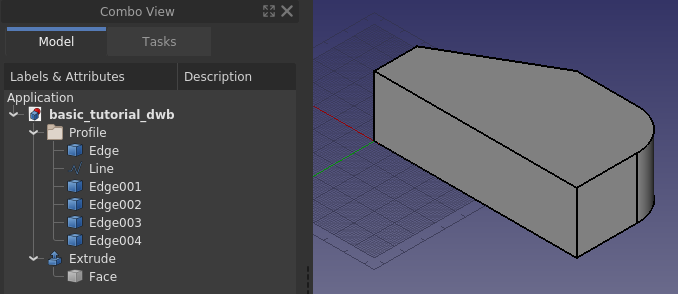 Combo View
Model Tasks
Labels & Attributes Description
Application
basic_tutorial_dwb
Profile
Edge
Line
Edge001
Edge002
Edge003
Edge004
Extrude
Face